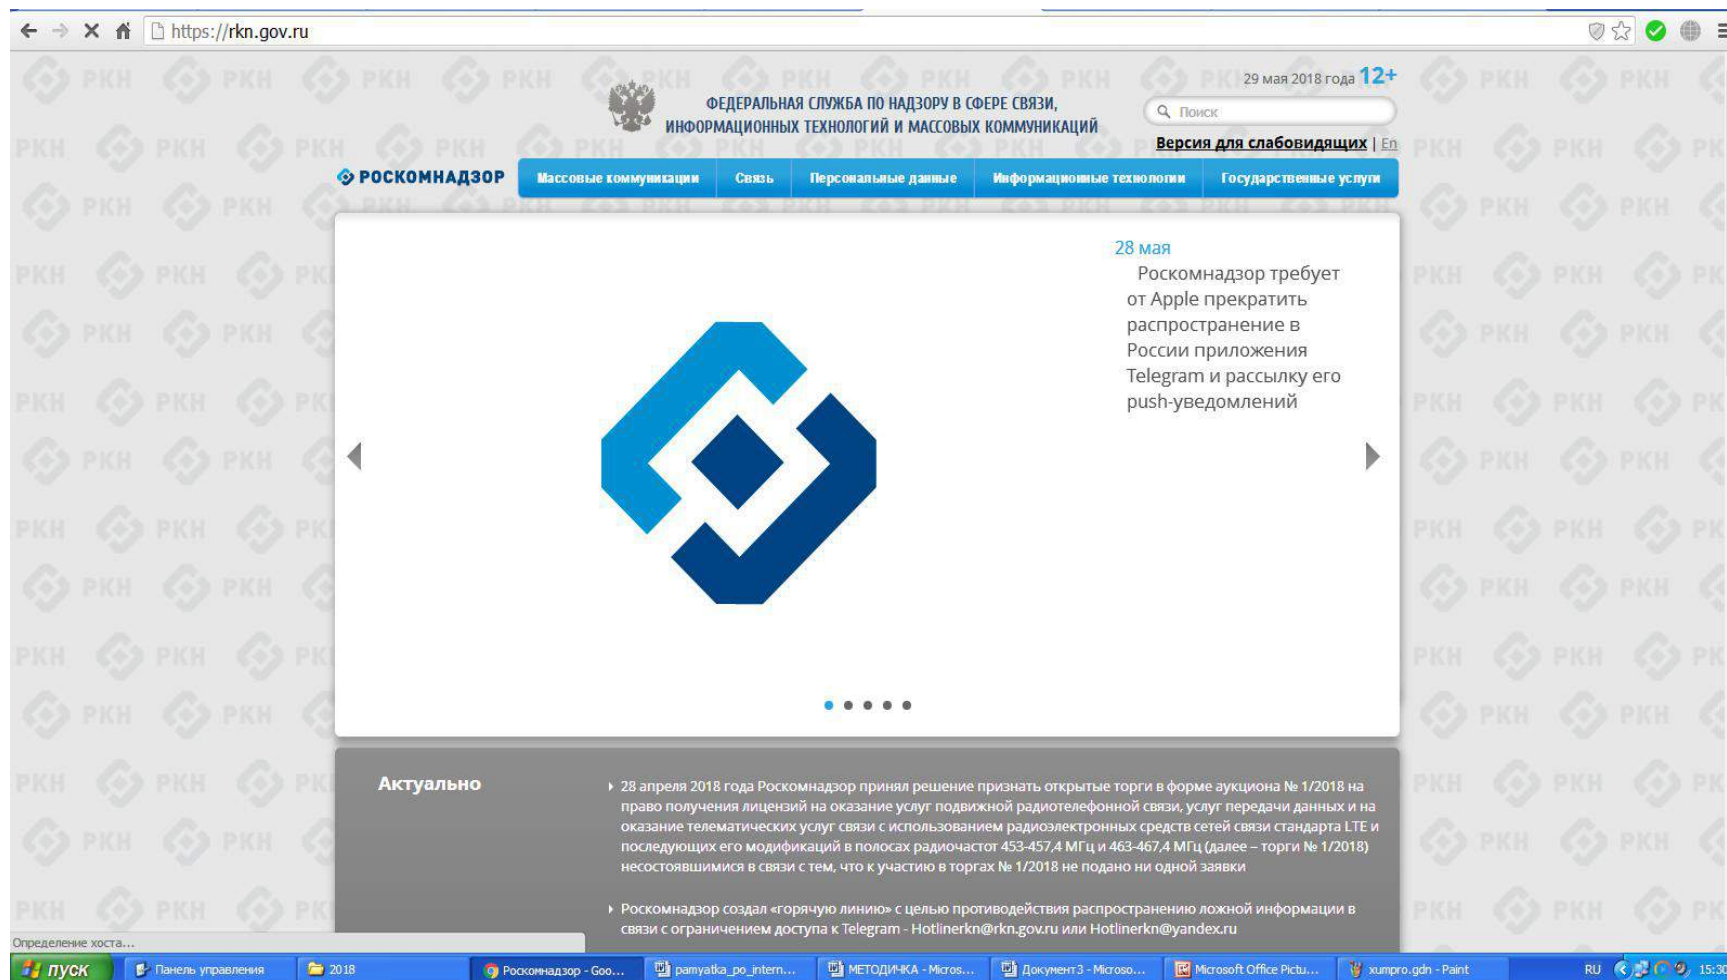 https://rkn.gov.ru
29 мая 2018 года 12+
ФЕДЕРАЛЬНАЯ СЛУЖБА ПО НАДЗОРУ В СФЕРЕ СВЯЗИ,
ИНФОРМАЦИОННЫХ ТЕХНОЛОГИЙ И МАССОВЫХ КОММУНИКАЦИЙ
Поиск
Версия для слабовидящих | En
РОСКОМНАДЗОР
Массовые коммуникации Связь Персональные данные Информационные технологии Государственные услуги
28 мая
Роскомнадзор требует
от Apple прекратить
распространение в
России приложения
Telegram и рассылку его
push-уведомлений
Актуально
28 апреля 2018 года Роскомнадзор принял решение признать открытые торги в форме аукциона № 1/2018 на
право получения лицензий на оказание услуг подвижной радиотелефонной связи, услуг передачи данных и на
оказание телематических услуг связи с использованием радиоэлектронных средств сетей связи стандарта LTE и
последующих его модификаций в полосах радиочастот 453-457,4 МГц и 463-467,4 МГц (далее – торги № 1/2018)
несостоявшимися в связи с тем, что к участию в торгах № 1/2018 не подано ни одной заявки
Роскомнадзор создал «горячую линию» с целью противодействия распространению ложной информации в
связи с ограничением доступа к Telegram - Hotlinerkn@rkn.gov.ru или Hotlinerkn@yandex.ru
Определение хоста...
пуск Панель управления 2018 Роскомнадзор - Goo... pamyatka_po_intern... МЕТОДИЧКА - Micros... Документ3 - Microso... Microsoft Office Pictu... xumpro.gdn - Paint RU 15:30